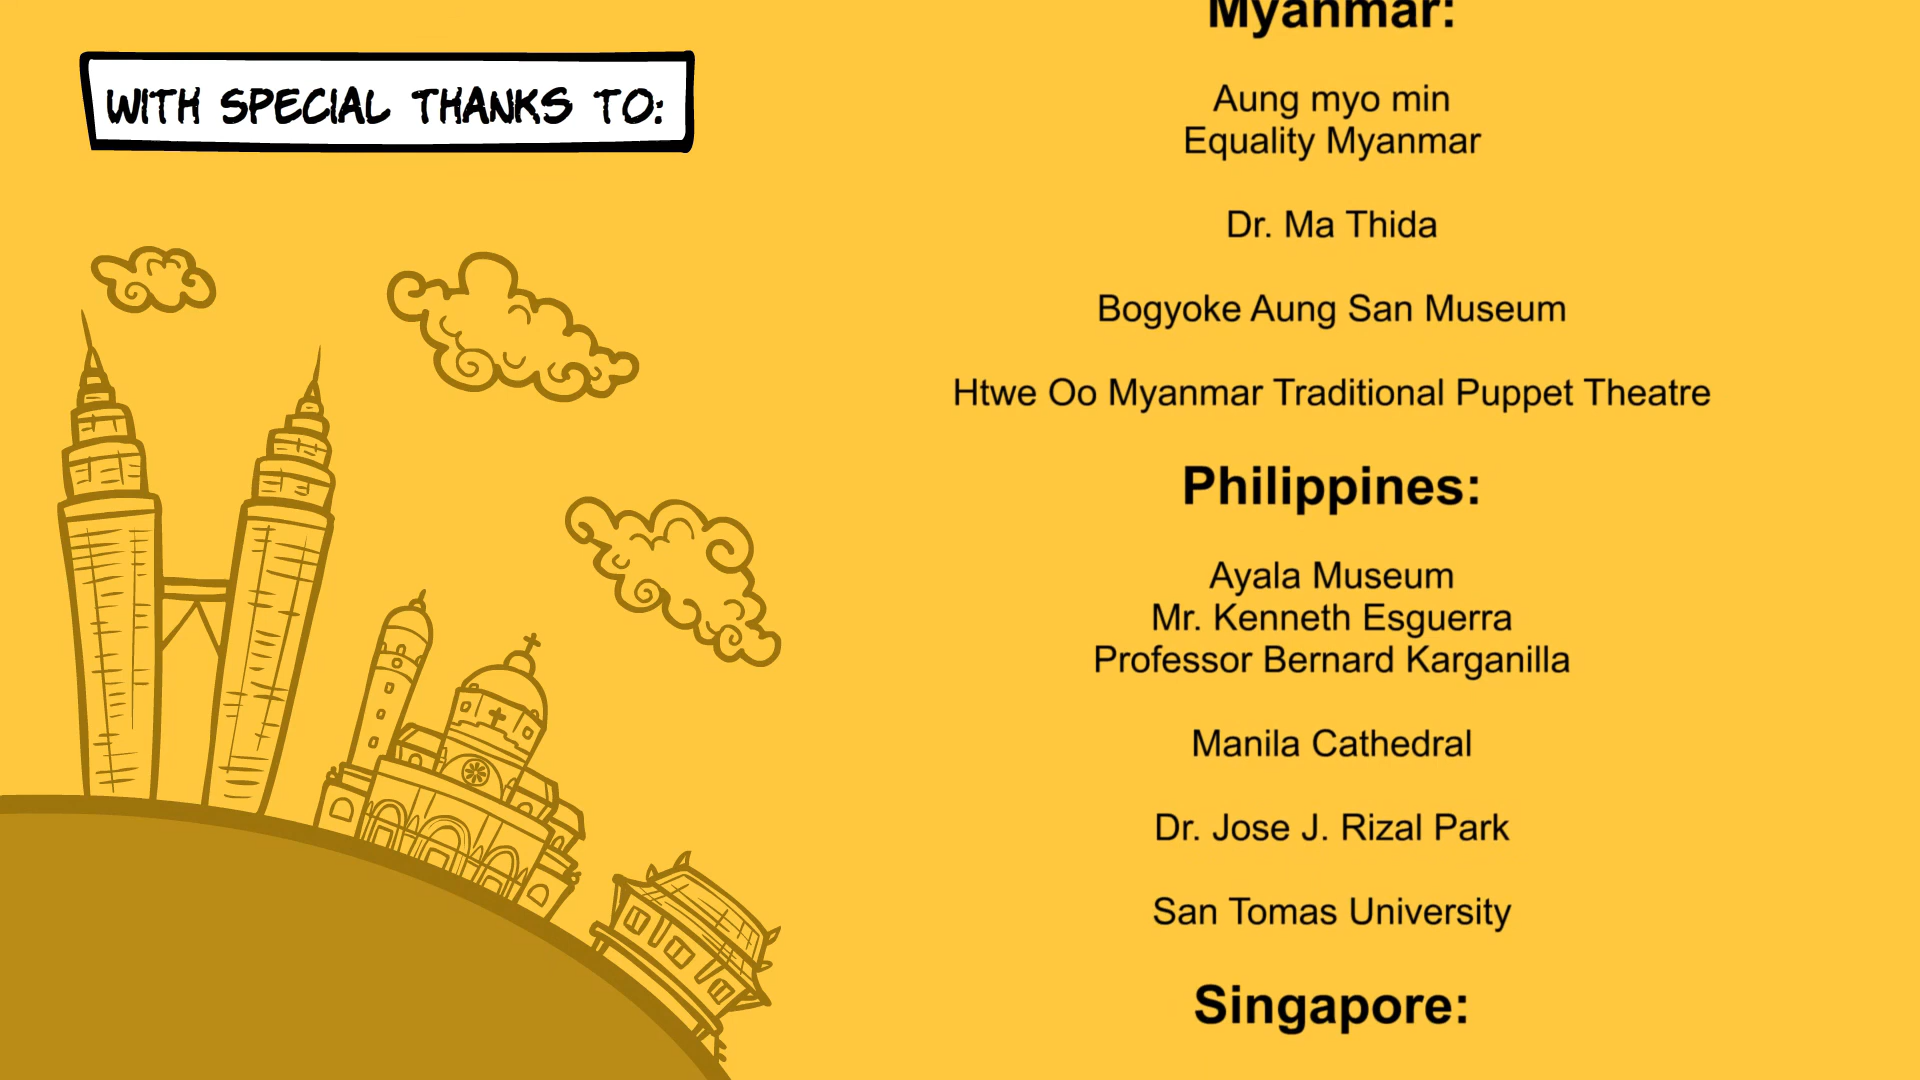 WITH SPECIAL THANKS TO:
Myanmar:
Aung myo min
Equality Myanmar
Dr. Ma Thida
Bogyoke Aung San Museum
Htwe Oo Myanmar Traditional Puppet Theatre
Philippines:
Ayala Museum
Mr. Kenneth Esguerra
Professor Bernard Karganilla
Manila Cathedral
Dr. Jose J. Rizal Park
San Tomas University
Singapore: